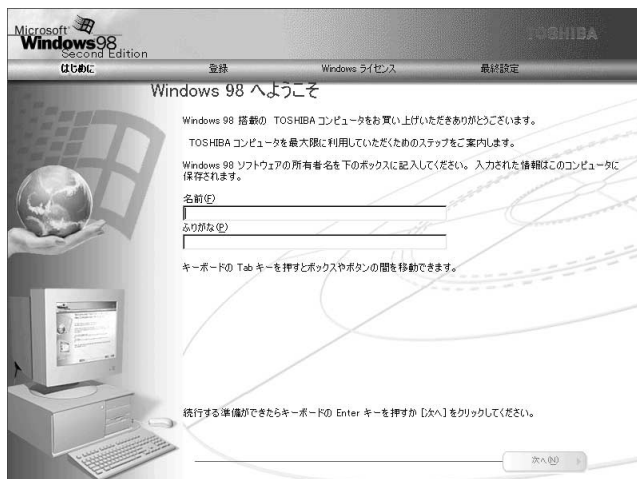 Microsoft
Windows98
Second Edition
TOSHIBA
はじめに 登録 Windows ライセンス 最終設定
Windows 98 へようこそ
Windows 98 搭載の TOSHIBA コンピュータをお買い上げいただきありがとうございます。
TOSHIBA コンピュータを最大限に利用していただくためのステップをご案内します。
Windows 98 ソフトウェアの所有者名を下のボックスに記入してください。 入力された情報はこのコンピュータに
保存されます。
名前(F)
ふりがな(P)
キーボードの Tab キーを押すとボックスやボタンの間を移動できます。
続行する準備ができたらキーボードの Enter キーを押すか [次へ] をクリックしてください。
次へ(N)